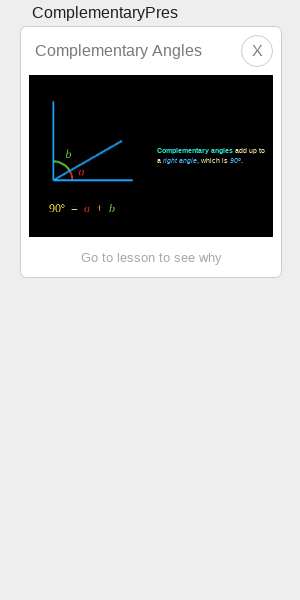 ComplementaryPres
Complementary Angles X
b
a
Complementary angles add up to
a right angle, which is 90°.
90° = a + b
Go to lesson to see why